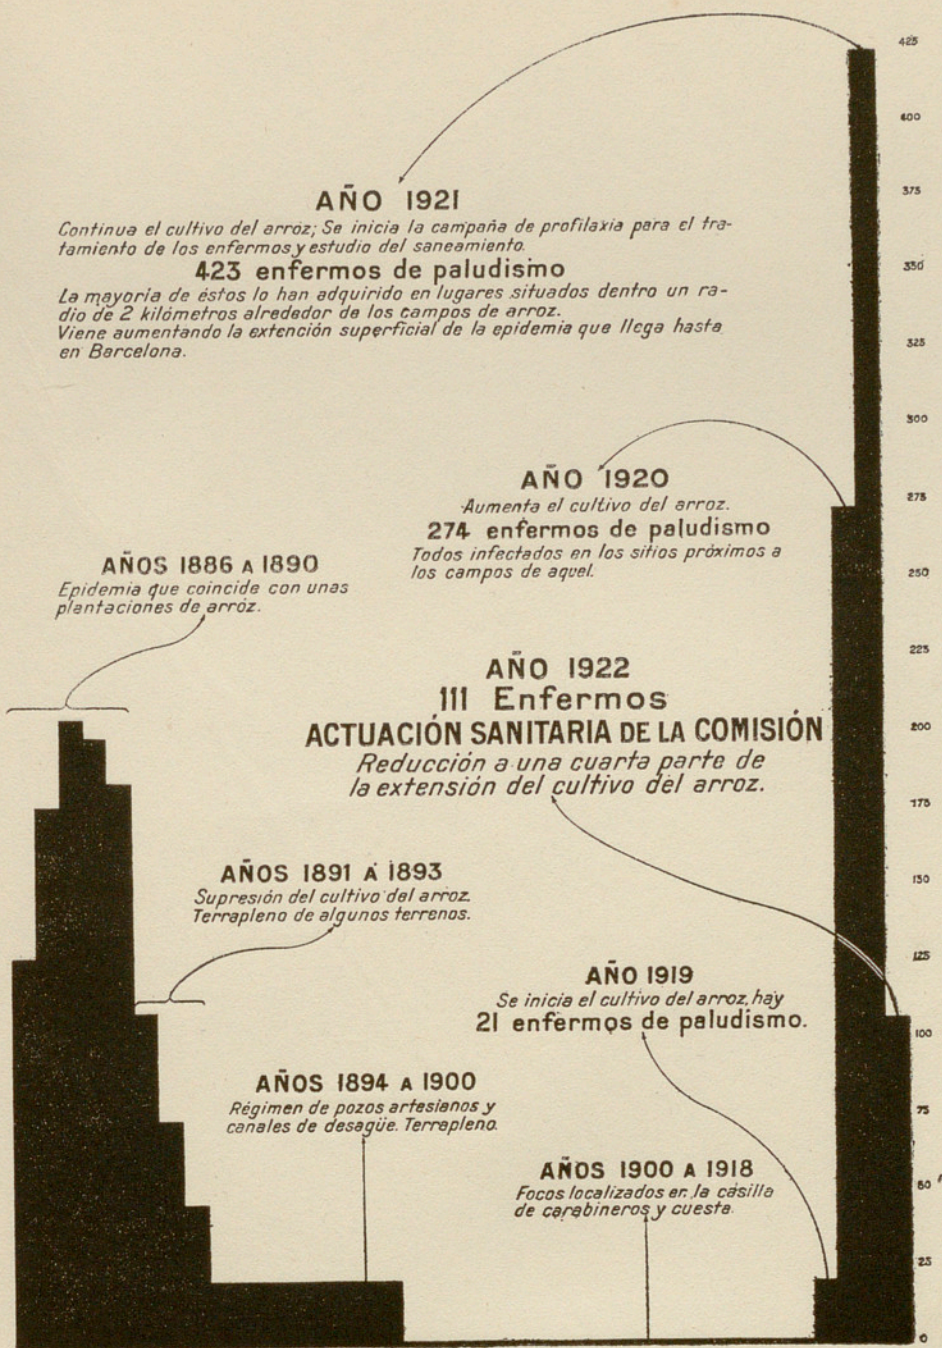 AÑO 1921
Continua el cultivo del arroz; Se inicia la campaña de profilaxia para el tra-
tamiento de los enfermos y estudio del saneamiento.
423 enfermos de paludismo
La mayoria de éstos lo han adquirido en lugares situados dentro un ra-
dio de 2 kilómetros alrededor de los campos de arroz.
Viene aumentando la extención superficial de la epidemia que llega hasta
en Barcelona.
AÑO 1920
Aumenta el cultivo del arroz.
274 enfermos de paludismo
Todos infectados en los sitios próximos a
los campos de aquel.
AÑOS 1886 A 1890
Epidemia que coincide con unas
plantaciones de arroz.
AÑO 1922
111 Enfermos
ACTUACIÓN SANITARIA DE LA COMISIÓN
Reducción a una cuarta parte de
la extensión del cultivo del arroz.
AÑOS 1891 A 1893
Supresión del cultivo del arroz.
Terrapleno de algunos terrenos.
AÑO 1919
Se inicia el cultivo del arroz, hay
21 enfermos de paludismo.
AÑOS 1894 A 1900
Régimen de pozos artesianos y
canales de desagüe. Terrapleno.
AÑOS 1900 A 1918
Focos localizados en la casilla
de carabineros y cuesta.
425
400
375
350
325
300
275
250
225
200
175
150
125
100
75
50
25
0